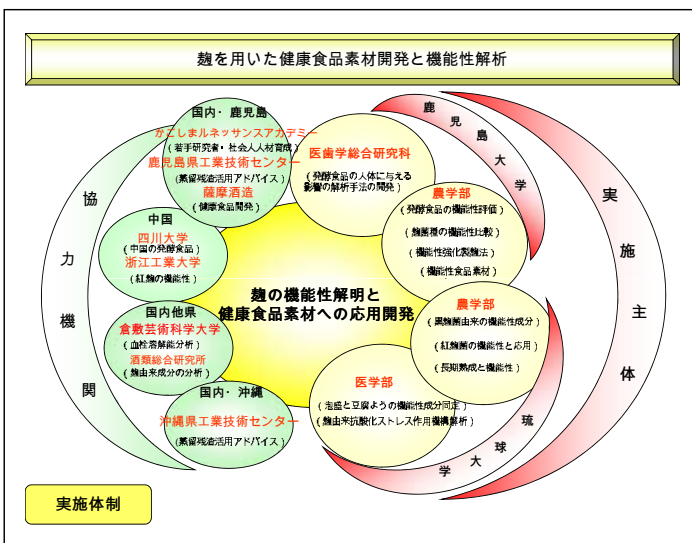 麹を用いた健康食品素材開発と機能性解析
協力機関
国内・鹿児島
かごしまルネッサンスアカデミー
(若手研究者・社会人人材育成)
鹿児島県工業技術センター
(蒸留残渣活用アドバイス)
薩摩酒造
(健康食品開発)
中国
四川大学
(中国の発酵食品)
浙江工業大学
(紅麹の機能性)
国内他県
倉敷芸術科学大学
(血栓溶解能分析)
酒類総合研究所
(麹由来成分の分析)
国内・沖縄
沖縄県工業技術センター
(蒸留残渣活用アドバイス)
麹の機能性解明と
健康食品素材への応用開発
鹿児島大学
医歯学総合研究科
(発酵食品の人体に与える
影響の解析手法の開発)
農学部
(発酵食品の機能性評価)
(麹菌種の機能性比較)
(機能性強化製麹法)
(機能性食品素材)
農学部
(黒麹菌由来の機能性成分)
(紅麹菌の機能性と応用)
(長期熟成と機能性)
医学部
(泡盛と豆腐ようの機能性成分同定)
(麹由来抗酸化ストレス作用機構解析)
琉球大学
実施主体
実施体制